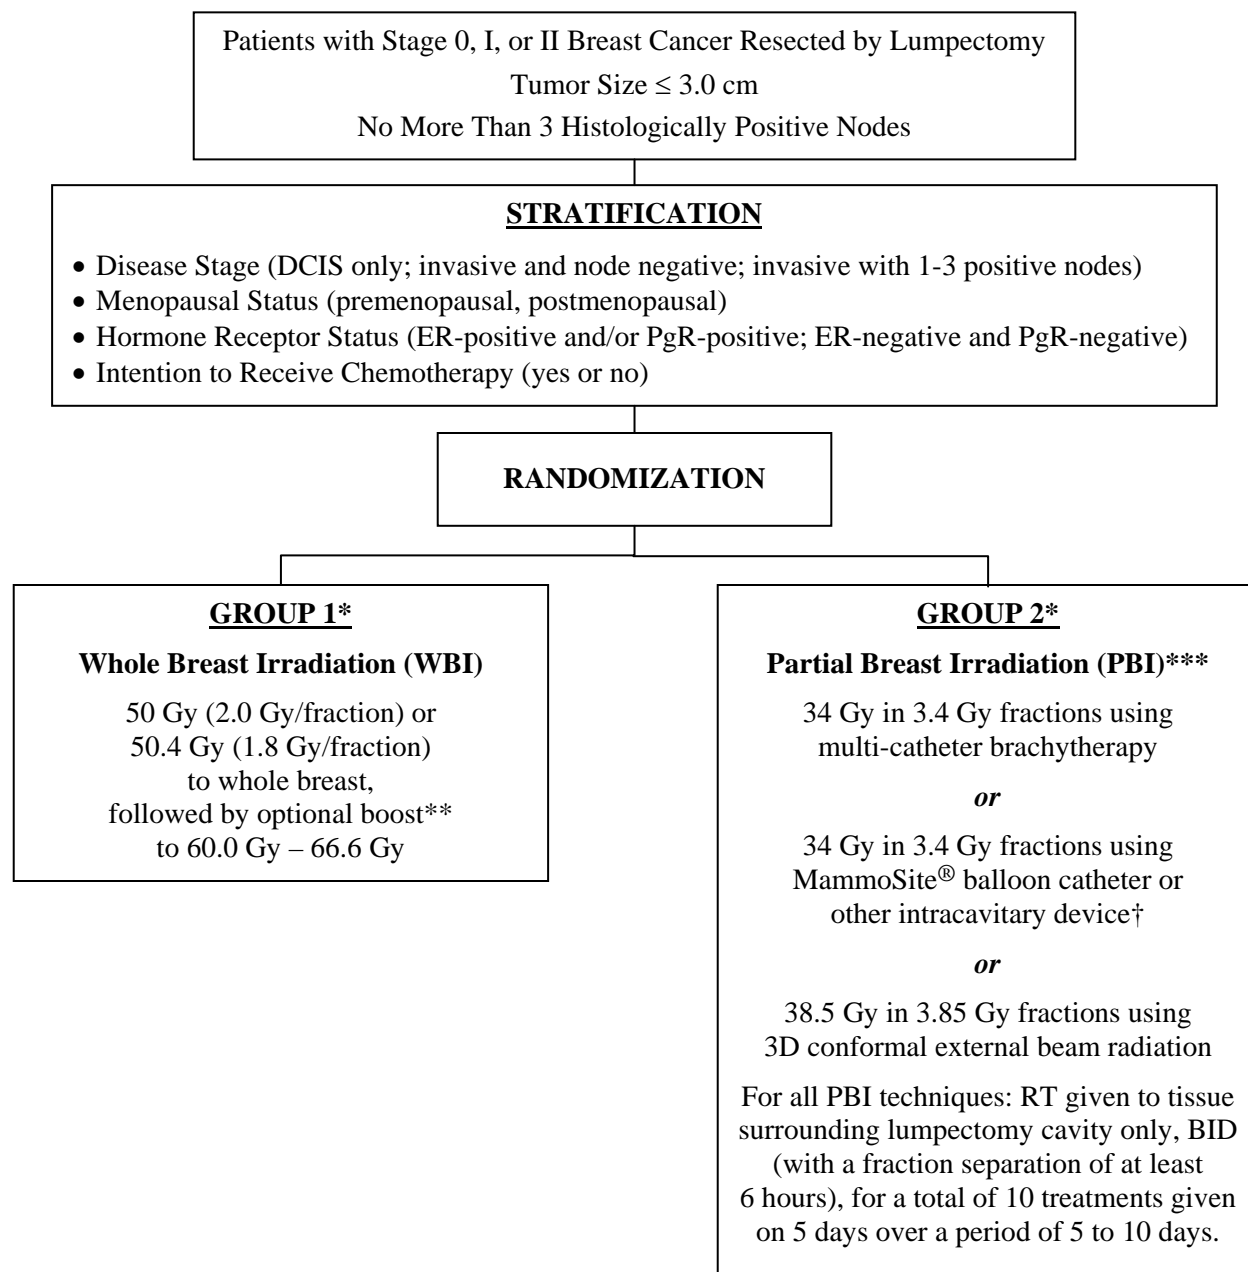 Patients with Stage 0, I, or II Breast Cancer Resected by Lumpectomy
Tumor Size ≤ 3.0 cm
No More Than 3 Histologically Positive Nodes
STRATIFICATION
• Disease Stage (DCIS only; invasive and node negative; invasive with 1-3 positive nodes)
• Menopausal Status (premenopausal, postmenopausal)
• Hormone Receptor Status (ER-positive and/or PgR-positive; ER-negative and PgR-negative)
• Intention to Receive Chemotherapy (yes or no)
RANDOMIZATION
GROUP 1*
Whole Breast Irradiation (WBI)
50 Gy (2.0 Gy/fraction) or
50.4 Gy (1.8 Gy/fraction)
to whole breast,
followed by optional boost**
to 60.0 Gy – 66.6 Gy
GROUP 2*
Partial Breast Irradiation (PBI)***
34 Gy in 3.4 Gy fractions using
multi-catheter brachytherapy
or
34 Gy in 3.4 Gy fractions using
MammoSite® balloon catheter or
other intracavitary device†
or
38.5 Gy in 3.85 Gy fractions using
3D conformal external beam radiation
For all PBI techniques: RT given to tissue
surrounding lumpectomy cavity only, BID
(with a fraction separation of at least
6 hours), for a total of 10 treatments given
on 5 days over a period of 5 to 10 days.